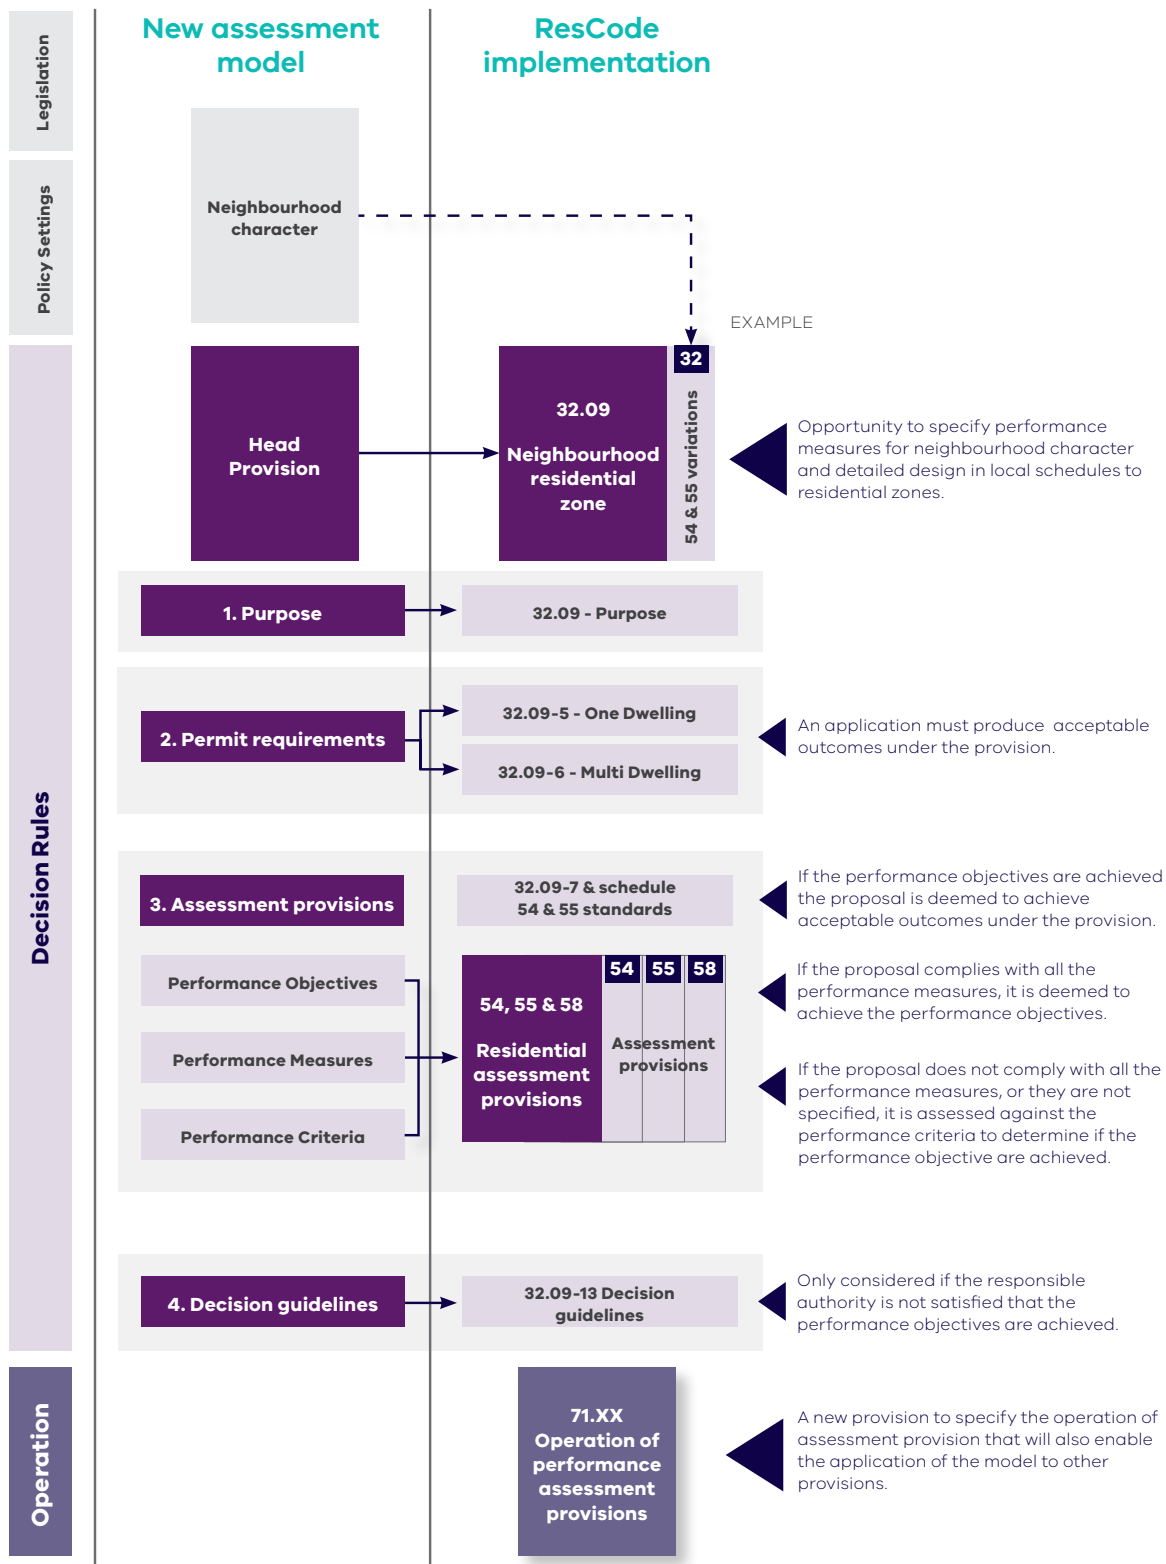 New assessment
model
ResCode
implementation
Legislation
Policy Settings
Neighbourhood
character
EXAMPLE
Decision Rules
Head
Provision
32.09
Neighbourhood
residential
zone
32
54 & 55 variations
Opportunity to specify performance
measures for neighbourhood character
and detailed design in local schedules to
residential zones.
1. Purpose
32.09 - Purpose
2. Permit requirements
32.09-5 - One Dwelling
32.09-6 - Multi Dwelling
An application must produce acceptable
outcomes under the provision.
3. Assessment provisions
32.09-7 & schedule
54 & 55 standards
If the performance objectives are achieved
the proposal is deemed to achieve
acceptable outcomes under the provision.
Performance Objectives
Performance Measures
Performance Criteria
54, 55 & 58
Residential
assessment
provisions
54
55
58
Assessment
provisions
If the proposal complies with all the
performance measures, it is deemed to
achieve the performance objectives.
If the proposal does not comply with all the
performance measures, or they are not
specified, it is assessed against the
performance criteria to determine if the
performance objective are achieved.
4. Decision guidelines
32.09-13 Decision
guidelines
Only considered if the responsible
authority is not satisfied that the
performance objectives are achieved.
Operation
71.XX
Operation of
performance
assessment
provisions
A new provision to specify the operation of
assessment provision that will also enable
the application of the model to other
provisions.